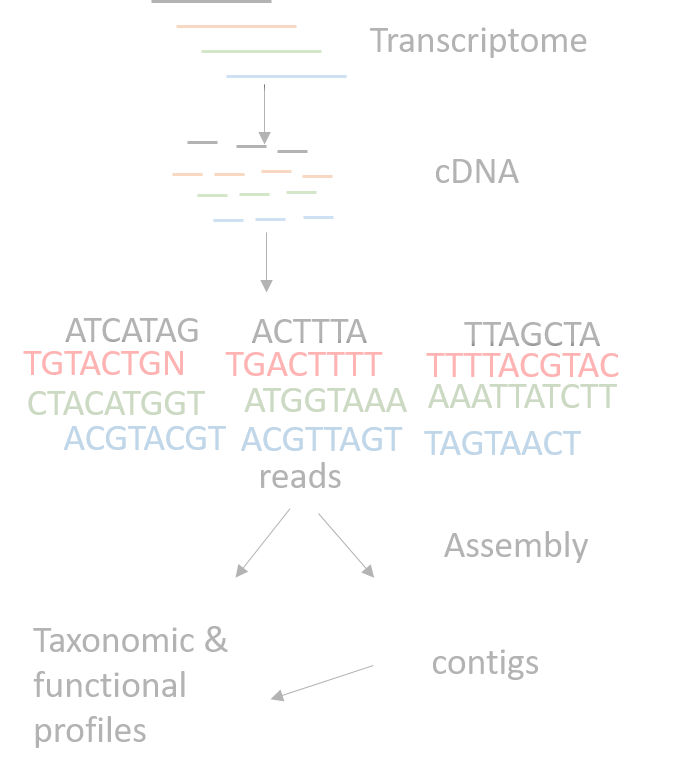 Transcriptome
cDNA
ATCATAG ACTTTA TTAGCTA
TGTACTGN TGACTTTT TTTTACGTAC
CTACATGGT ATGGTAAA AAATTATCTT
ACGTACGT ACGTTAGT TAGTAACT
reads
Assembly
Taxonomic &
functional
profiles
contigs